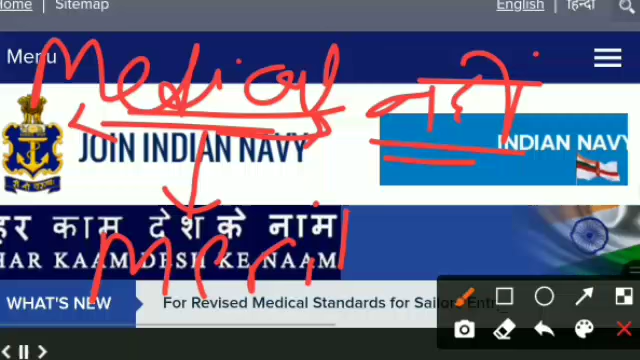 Home | Sitemap English | हिन्दी
Menu
Medical नही
JOIN INDIAN NAVY INDIAN NAVY
हर काम देश के नाम
HAR KAAM DESH KE NAAM
Merit
WHAT'S NEW For Revised Medical Standards for Sailor Entr